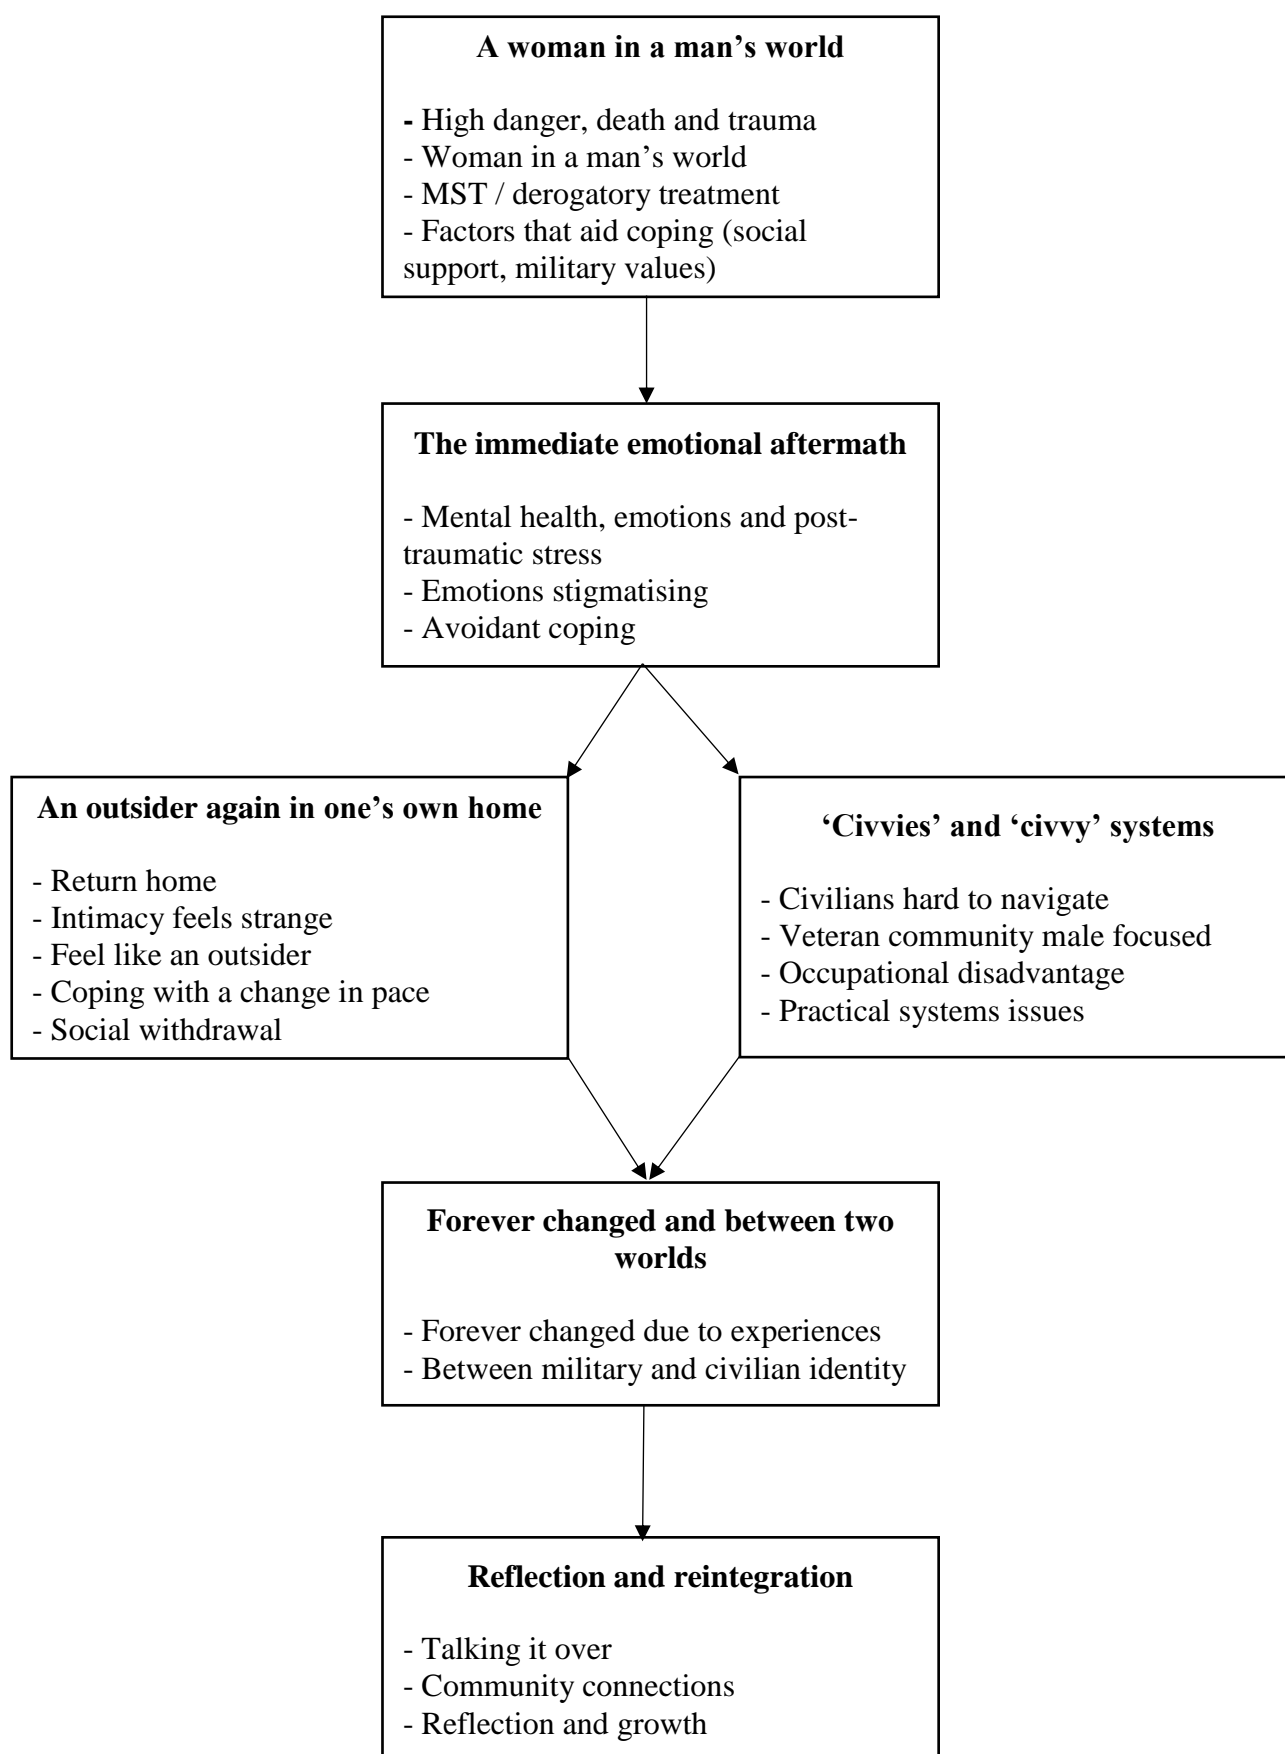 A woman in a man’s world
- High danger, death and trauma
- Woman in a man’s world
- MST / derogatory treatment
- Factors that aid coping (social
support, military values)
The immediate emotional aftermath
- Mental health, emotions and post-
traumatic stress
- Emotions stigmatising
- Avoidant coping
An outsider again in one’s own home
- Return home
- Intimacy feels strange
- Feel like an outsider
- Coping with a change in pace
- Social withdrawal
‘Civvies’ and ‘civvy’ systems
- Civilians hard to navigate
- Veteran community male focused
- Occupational disadvantage
- Practical systems issues
Forever changed and between two
worlds
- Forever changed due to experiences
- Between military and civilian identity
Reflection and reintegration
- Talking it over
- Community connections
- Reflection and growth